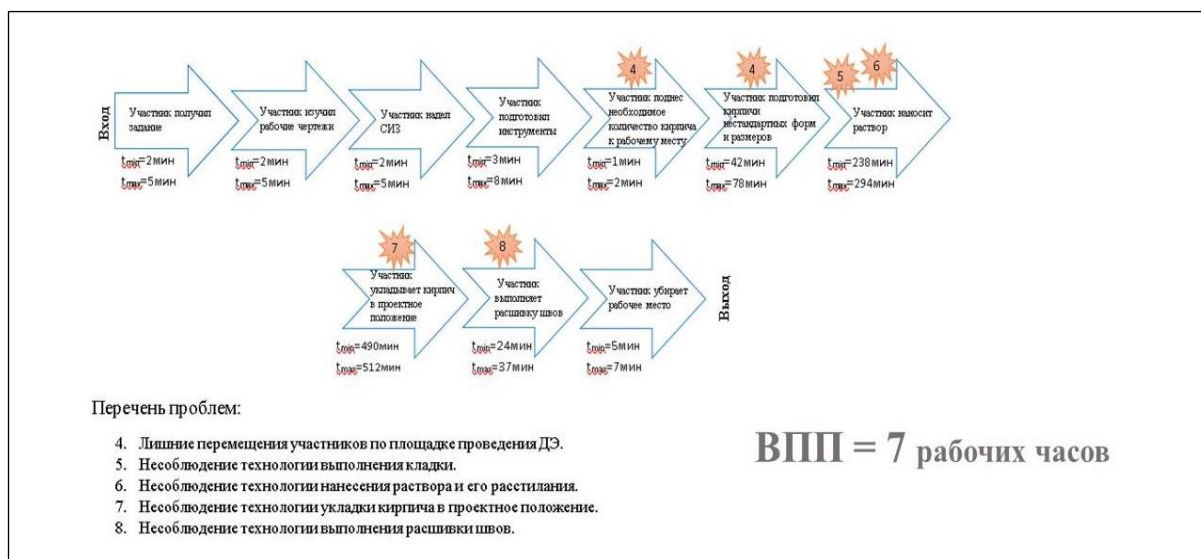 Вход
Участник получил
задание
tmin=2мин
tmax=5мин
Участник изучил
рабочие чертежи
tmin=2мин
tmax=5мин
Участник надел
СИЗ
tmin=2мин
tmax=5мин
Участник
подготовил
инструменты
tmin=3мин
tmax=8мин
4
Участник поднес
необходимое
количество кирпича
к рабочему месту
tmin=1мин
tmax=2мин
4
Участник подготовил
кирпичи
нестандартных форм
и размеров
tmin=42мин
tmax=78мин
5
6
Участник наносит
раствор
tmin=238мин
tmax=294мин
7
Участник
укладывает кирпич
в проектное
положение
tmin=490мин
tmax=512мин
8
Участник
выполняет
расшивку швов
tmin=24мин
tmax=37мин
Участник убирает
рабочее место
tmin=5мин
tmax=7мин
Выход
Перечень проблем:
4. Лишние перемещения участников по площадке проведения ДЭ.
5. Несоблюдение технологии выполнения кладки.
6. Несоблюдение технологии нанесения раствора и его расстилания.
7. Несоблюдение технологии укладки кирпича в проектное положение.
8. Несоблюдение технологии выполнения расшивки швов.
ВПП = 7 рабочих часов